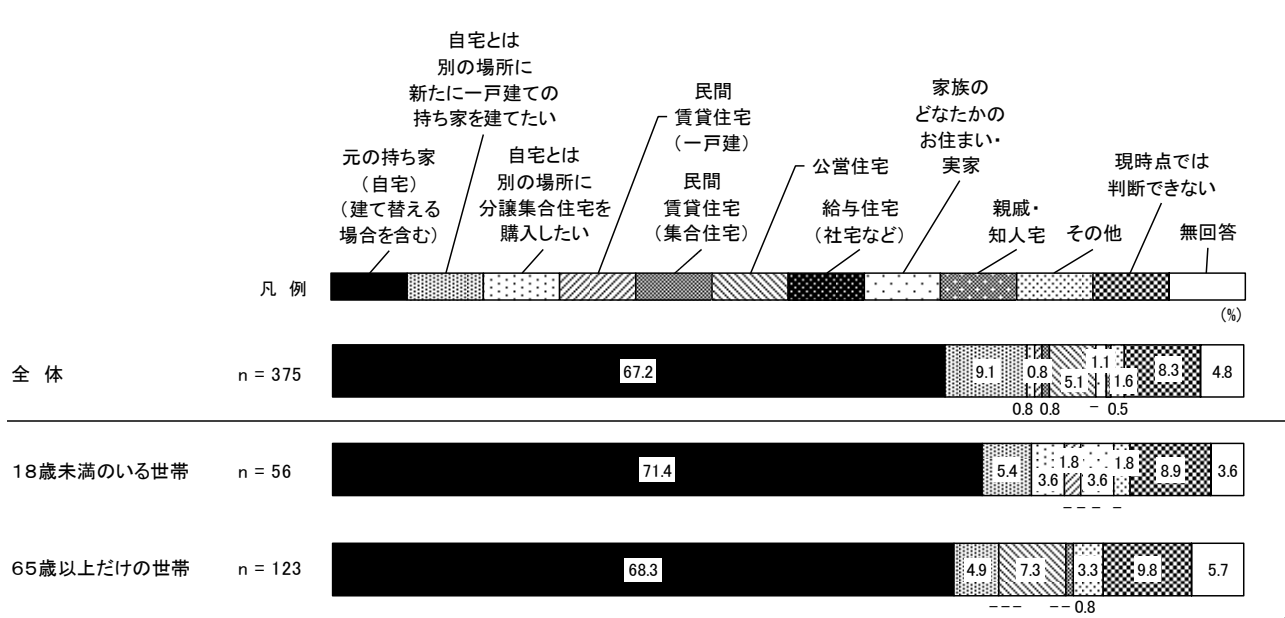 自宅とは
別の場所に
新たに一戸建ての
持ち家を建てたい
元の持ち家
（自宅）
（建て替える
場合を含む）
自宅とは
別の場所に
分譲集合住宅を
購入したい
民間
賃貸住宅
（一戸建）
民間
賃貸住宅
（集合住宅）
公営住宅
給与住宅
（社宅など）
家族の
どなたかの
お住まい・
実家
親戚・
知人宅
その他
現時点では
判断できない
無回答
凡 例
(%)
全 体 n = 375 67.2 9.1 0.8 5.1 1.1 1.6 8.3 4.8
0.8 0.8 － 0.5
18歳未満のいる世帯 n = 56 71.4 5.4 3.6 1.8 3.6 1.8 8.9 3.6
－ － － －
65歳以上だけの世帯 n = 123 68.3 4.9 7.3 3.3 9.8 5.7
－ － － － － 0.8